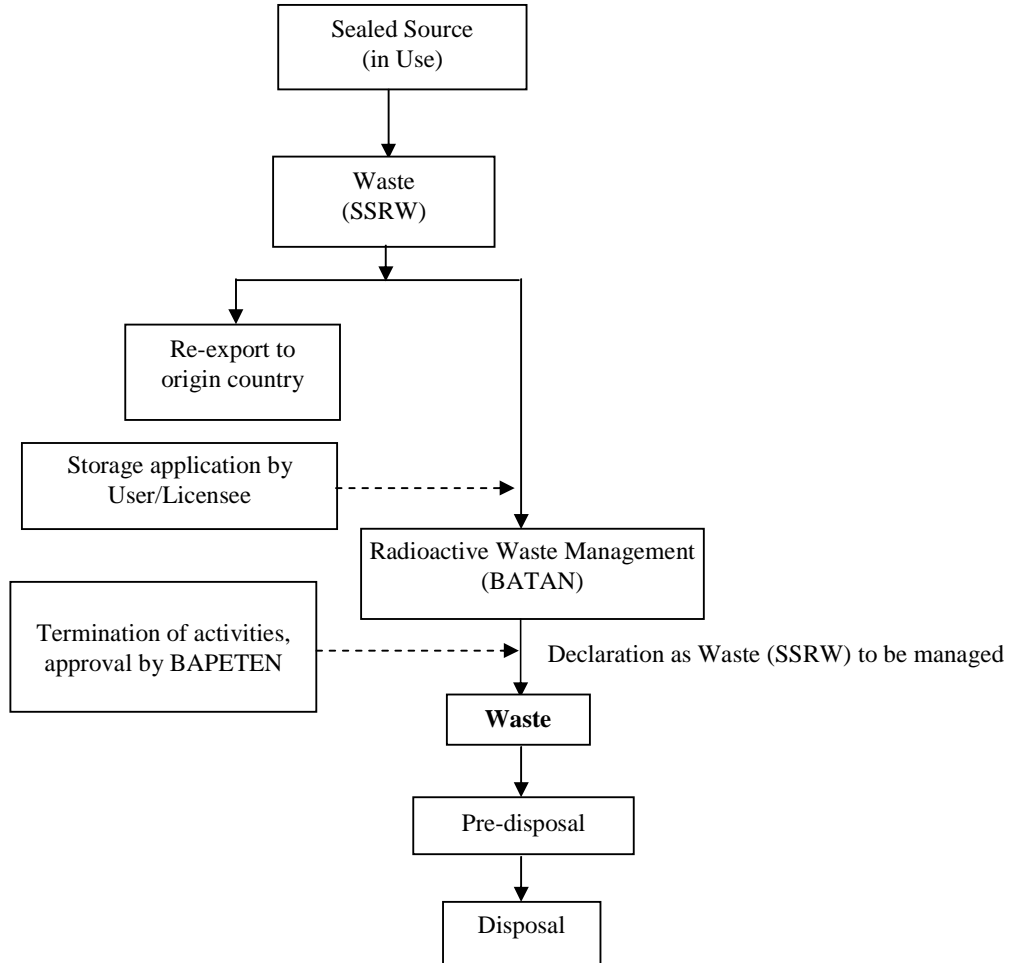 Sealed Source
(in Use)
Waste
(SSRW)
Re-export to
origin country
Storage application by
User/Licensee
Radioactive Waste Management
(BATAN)
Termination of activities,
approval by BAPETEN
Declaration as Waste (SSRW) to be managed
Waste
Pre-disposal
Disposal